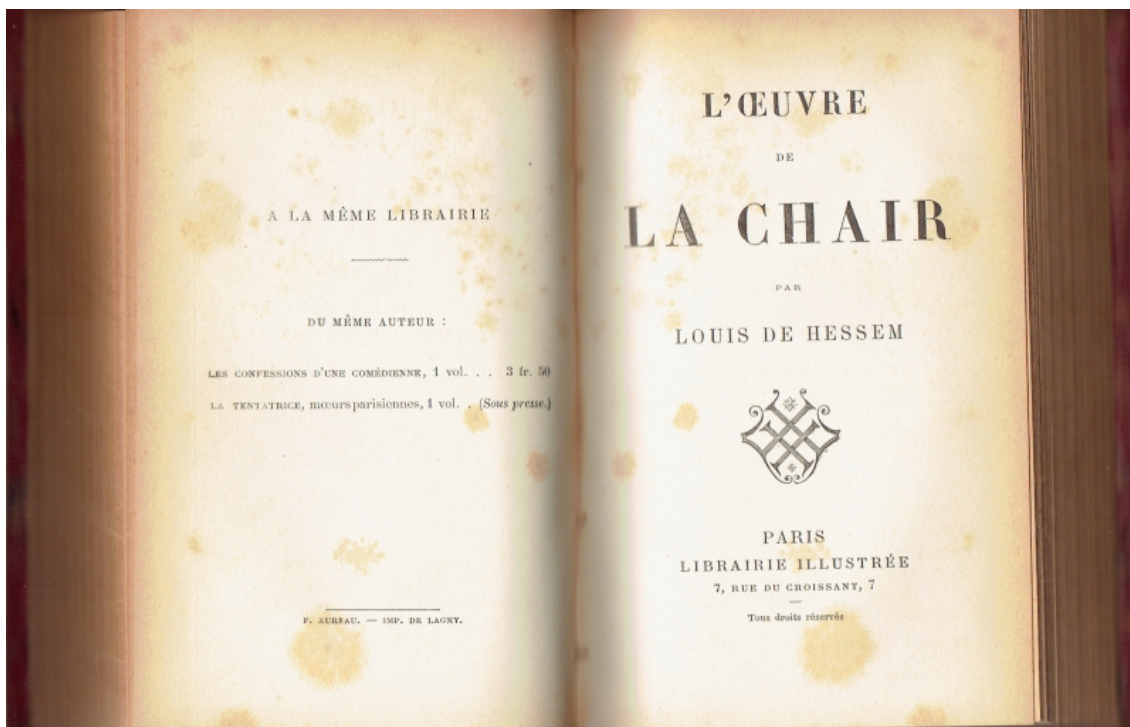 A LA MÊME LIBRAIRIE
DU MÊME AUTEUR :
LES CONFESSIONS D'UNE COMÉDIENNE, 1 vol. . . 3 fr. 50
LA TENTATRICE, mœurs parisiennes, 1 vol. . (Sous presse.)
F. AUREAU. — IMP. DE LAGNY.
L'ŒUVRE
DE
LA CHAIR
PAR
LOUIS DE HESSEM
PARIS
LIBRAIRIE ILLUSTRÉE
7, RUE DU CROISSANT, 7
Tous droits réservés